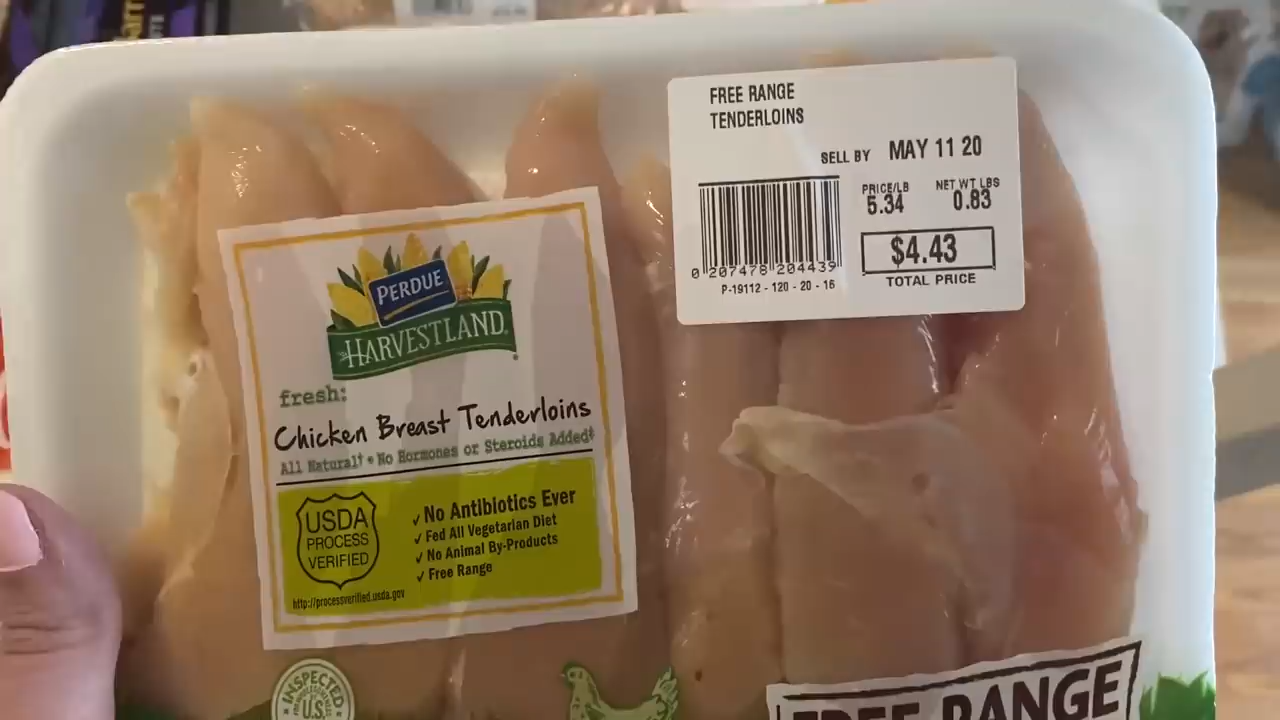 FREE RANGE
TENDERLOINS
SELL BY MAY 11 20
PRICE/LB NET WT LBS
5.34 0.83
$4.43
TOTAL PRICE
0 207478 204439
P-19112 - 120 - 20 - 16
PERDUE
HARVESTLAND®
fresh:
Chicken Breast Tenderloins
All Natural† • No Hormones or Steroids Added‡
USDA
PROCESS
VERIFIED
✓ No Antibiotics Ever
✓ Fed All Vegetarian Diet
✓ No Animal By-Products
✓ Free Range
http://processverified.usda.gov
INSPECTED
U.S.
FREE RANGE